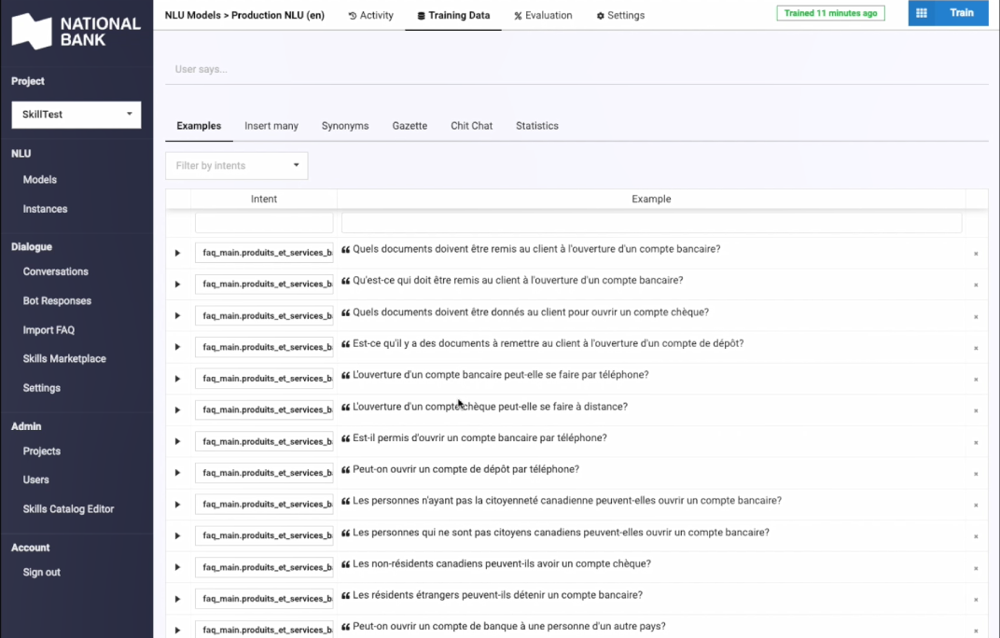 NATIONAL
BANK
Project
SkillTest
NLU
Models
Instances
Dialogue
Conversations
Bot Responses
Import FAQ
Skills Marketplace
Settings
Admin
Projects
Users
Skills Catalog Editor
Account
Sign out
NLU Models > Production NLU (en) Activity Training Data Evaluation Settings Trained 11 minutes ago Train
User says...
Examples Insert many Synonyms Gazette Chit Chat Statistics
Filter by intents
Intent Example
faq_main.produits_et_services_b Quels documents doivent être remis au client à l'ouverture d'un compte bancaire?
faq_main.produits_et_services_b Qu'est-ce qui doit être remis au client à l'ouverture d'un compte bancaire?
faq_main.produits_et_services_b Quels documents doivent être donnés au client pour ouvrir un compte chèque?
faq_main.produits_et_services_b Est-ce qu'il y a des documents à remettre au client à l'ouverture d'un compte de dépôt?
faq_main.produits_et_services_b L'ouverture d'un compte bancaire peut-elle se faire par téléphone?
faq_main.produits_et_services_b L'ouverture d'un compte chèque peut-elle se faire à distance?
faq_main.produits_et_services_b Est-il permis d'ouvrir un compte bancaire par téléphone?
faq_main.produits_et_services_b Peut-on ouvrir un compte de dépôt par téléphone?
faq_main.produits_et_services_b Les personnes n'ayant pas la citoyenneté canadienne peuvent-elles ouvrir un compte bancaire?
faq_main.produits_et_services_b Les personnes qui ne sont pas citoyens canadiens peuvent-elles ouvrir un compte bancaire?
faq_main.produits_et_services_b Les non-résidents canadiens peuvent-ils avoir un compte chèque?
faq_main.produits_et_services_b Les résidents étrangers peuvent-ils détenir un compte bancaire?
faq_main.produits_et_services_b Peut-on ouvrir un compte de banque à une personne d'un autre pays?